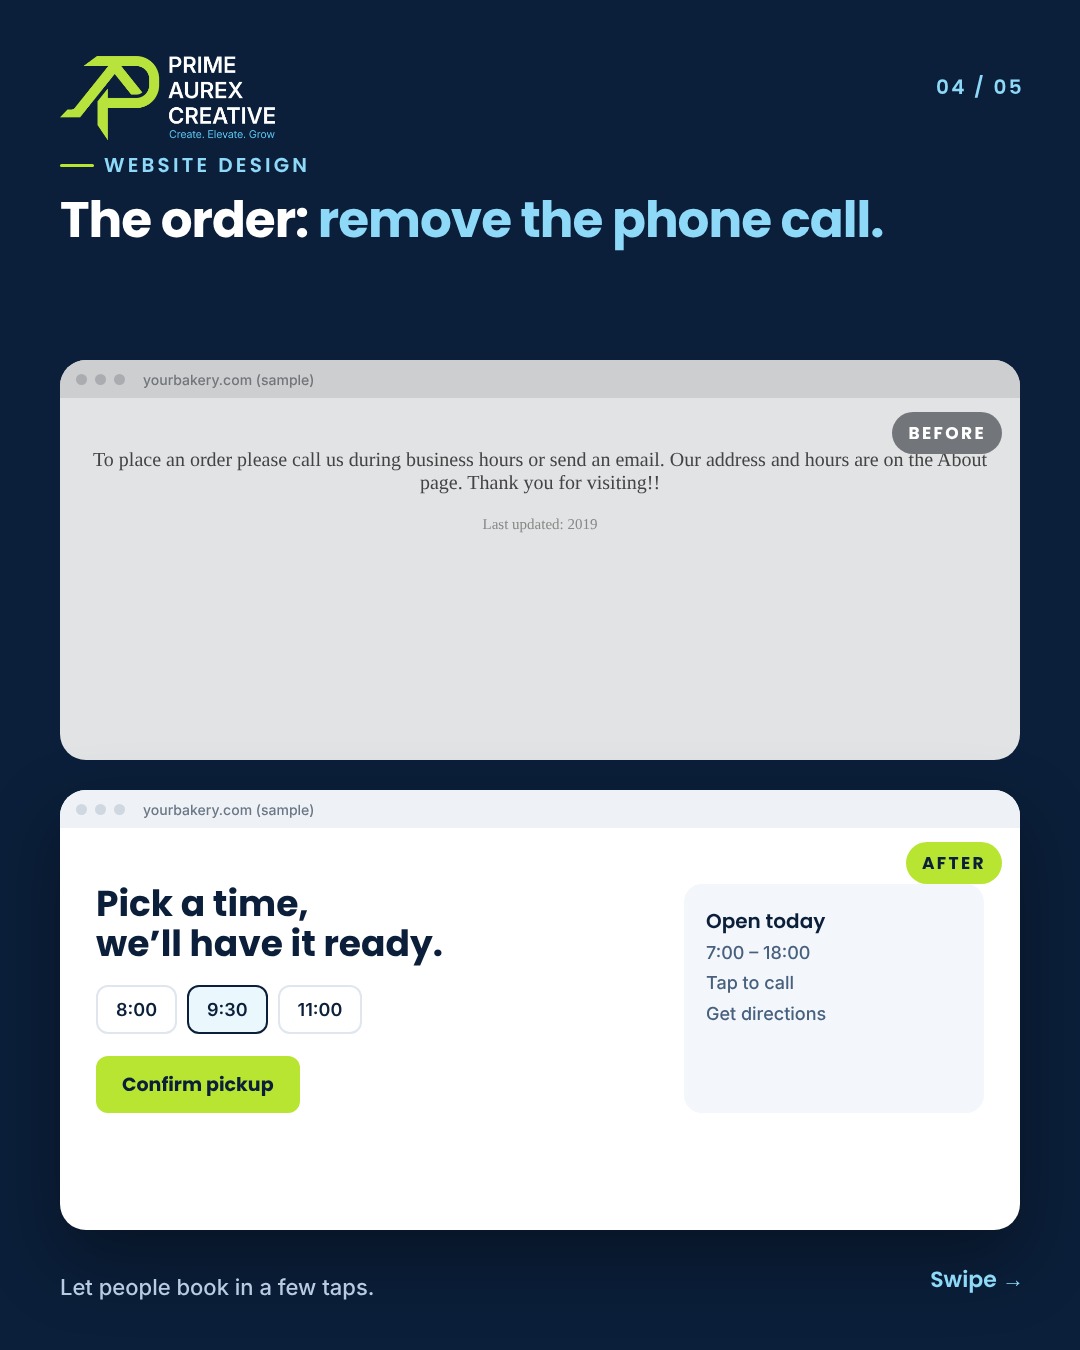 PRIME
AUREX
CREATIVE
Create. Elevate. Grow
04 / 05
WEBSITE DESIGN
The order: remove the phone call.
yourbakery.com (sample)
BEFORE
To place an order please call us during business hours or send an email. Our address and hours are on the About
page. Thank you for visiting!!
Last updated: 2019
yourbakery.com (sample)
AFTER
Pick a time,
we’ll have it ready.
8:00 9:30 11:00
Confirm pickup
Open today
7:00 – 18:00
Tap to call
Get directions
Let people book in a few taps.
Swipe →